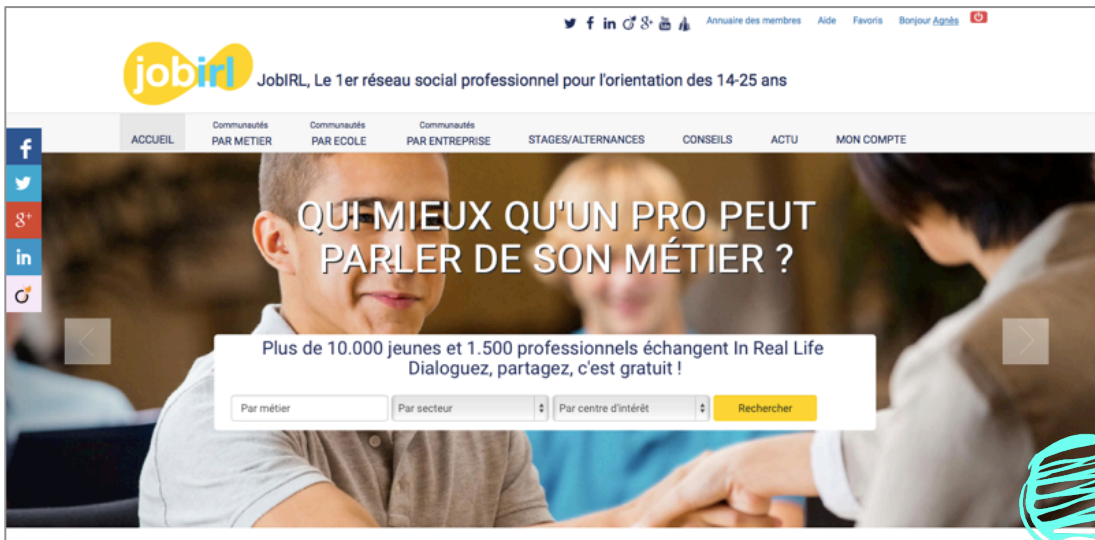 Annuaire des membres Aide Favoris Bonjour Agnès
jobirl
JobIRL, Le 1er réseau social professionnel pour l'orientation des 14-25 ans
ACCUEIL
Communautés
PAR METIER
Communautés
PAR ECOLE
Communautés
PAR ENTREPRISE
STAGES/ALTERNANCES
CONSEILS
ACTU
MON COMPTE
QUI MIEUX QU'UN PRO PEUT
PARLER DE SON MÉTIER ?
Plus de 10.000 jeunes et 1.500 professionnels échangent In Real Life
Dialoguez, partagez, c'est gratuit !
Par métier
Par secteur
Par centre d'intérêt
Rechercher